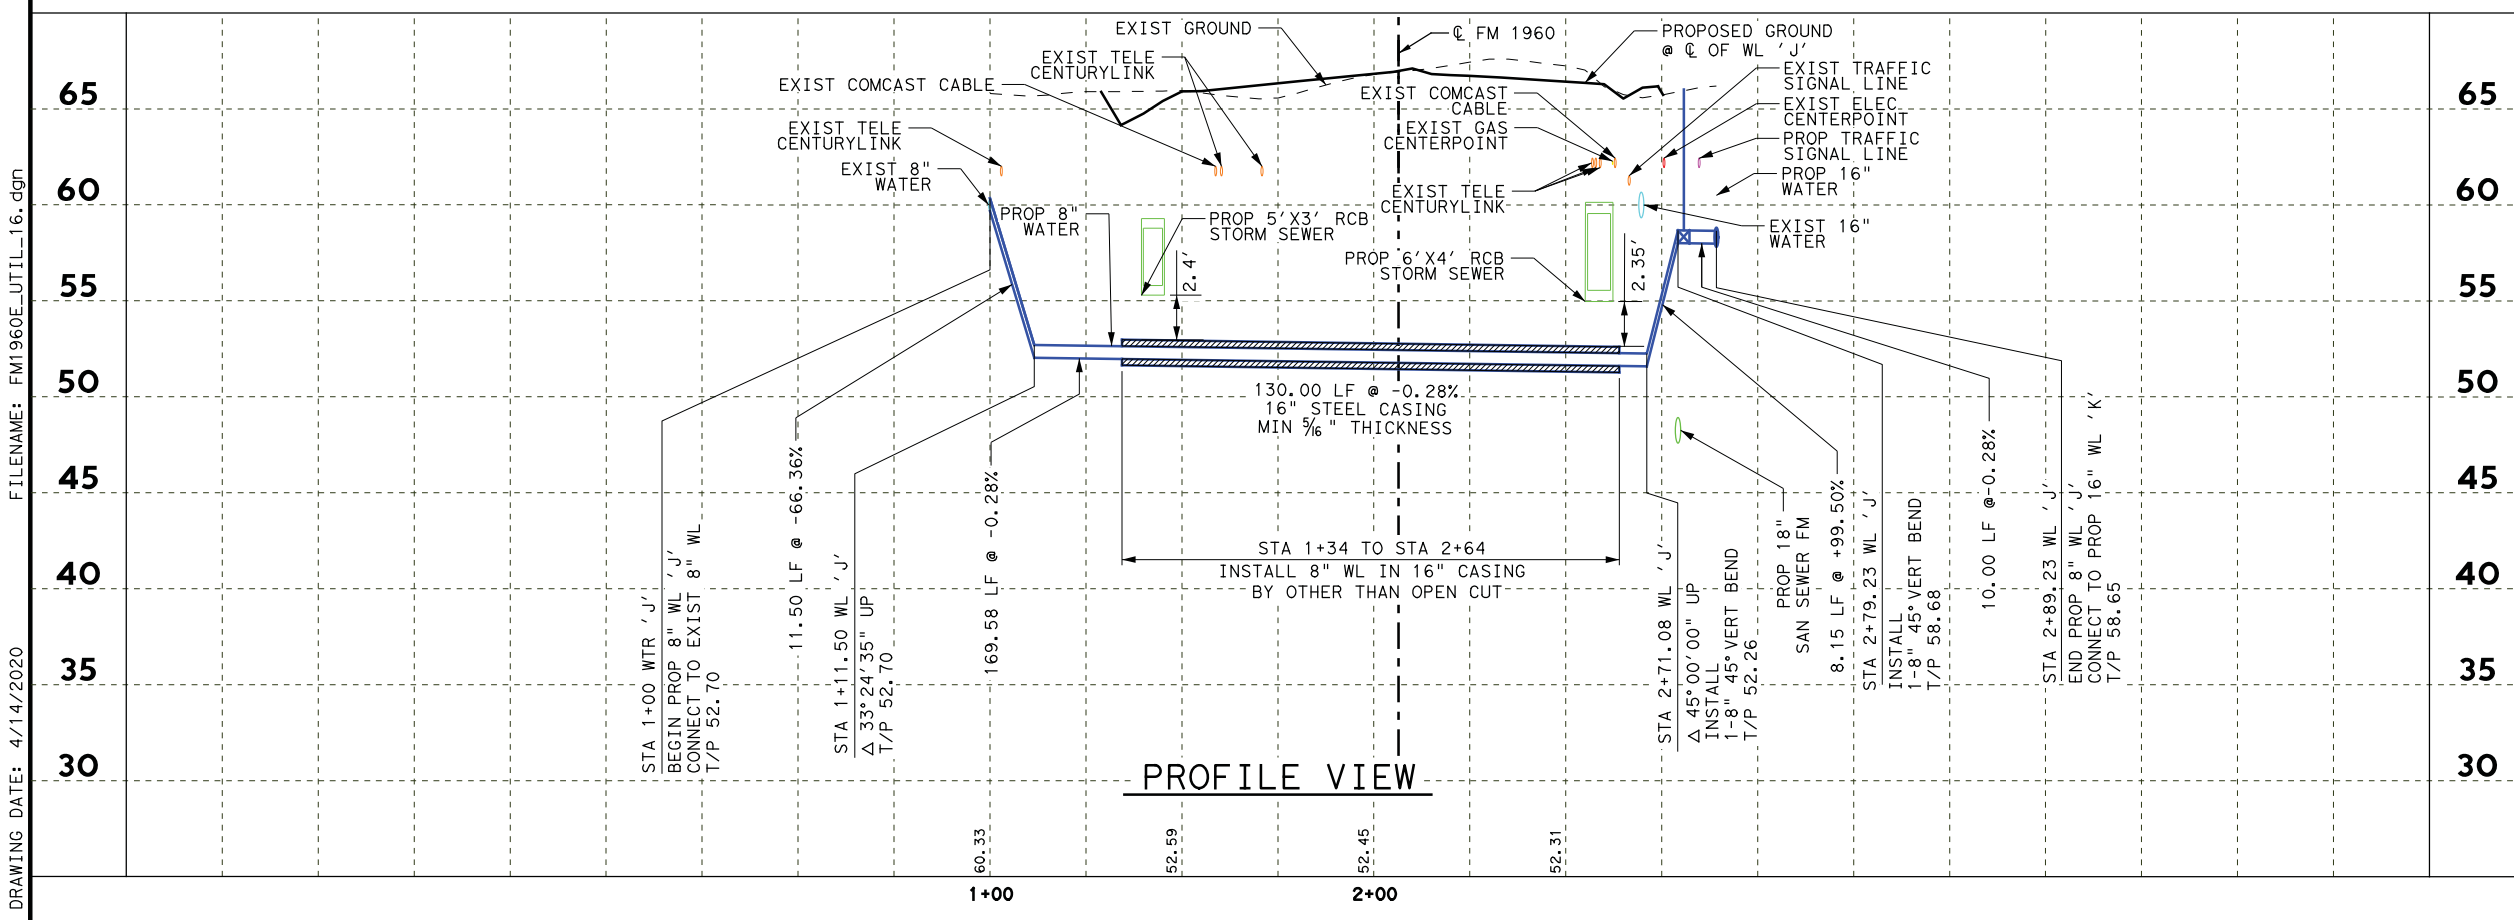 EXIST GROUND
EXIST TELE
CENTURYLINK
EXIST COMCAST CABLE
EXIST TELE
CENTURYLINK
EXIST 8"
WATER
PROP 8"
WATER
PROP 5'X3' RCB
STORM SEWER
2.4'
℄ FM 1960
PROPOSED GROUND
@ ℄ OF WL 'J'
EXIST COMCAST
CABLE
EXIST GAS
CENTERPOINT
EXIST TELE
CENTURYLINK
PROP 6'X4' RCB
STORM SEWER
2.35'
EXIST TRAFFIC
SIGNAL LINE
EXIST ELEC
CENTERPOINT
PROP TRAFFIC
SIGNAL LINE
PROP 16"
WATER
EXIST 16"
WATER
65
60
55
50
45
40
35
30
65
60
55
50
45
40
35
30
130.00 LF @ -0.28%
16" STEEL CASING
MIN 5/16" THICKNESS
STA 1+34 TO STA 2+64
INSTALL 8" WL IN 16" CASING
BY OTHER THAN OPEN CUT
STA 1+00 WTR 'J'
BEGIN PROP 8" WL 'J'
CONNECT TO EXIST 8" WL
T/P 52.70
11.50 LF @ -66.36%
STA 1+11.50 WL 'J'
△ 33°24'35" UP
T/P 52.70
169.58 LF @ -0.28%
STA 2+71.08 WL 'J'
△ 45°00'00" UP
INSTALL
1-8" 45° VERT BEND
T/P 52.26
PROP 18"
SAN SEWER FM
8.15 LF @ +99.50%
STA 2+79.23 WL 'J'
INSTALL
1-8" 45° VERT BEND
T/P 58.68
10.00 LF @-0.28%
STA 2+89.23 WL 'J'
END PROP 8" WL 'J'
CONNECT TO PROP 16" WL 'K'
T/P 58.65
PROFILE VIEW
60.33
52.59
52.45
52.31
1+00
2+00
FILENAME: FM1960E_UTIL_16.dgn
DRAWING DATE: 4/14/2020